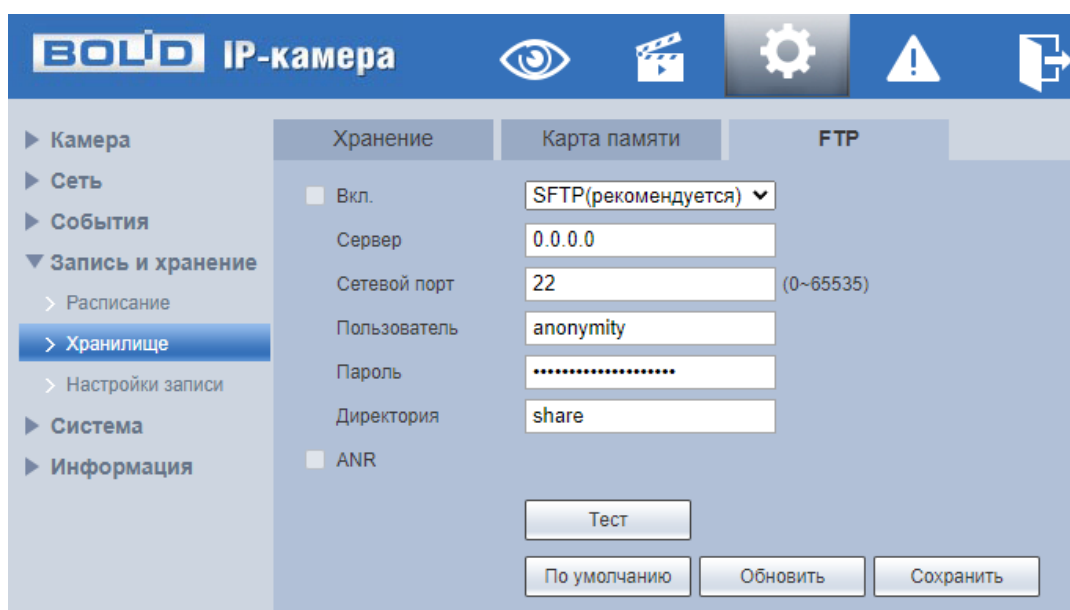 BOLID IP-камера
Камера
Сеть
События
Запись и хранение
Расписание
Хранилище
Настройки записи
Система
Информация
Хранение Карта памяти FTP
Вкл. SFTP(рекомендуется)
Сервер 0.0.0.0
Сетевой порт 22 (0~65535)
Пользователь anonymity
Пароль ••••••••••••••••••••
Директория share
ANR
Тест
По умолчанию Обновить Сохранить